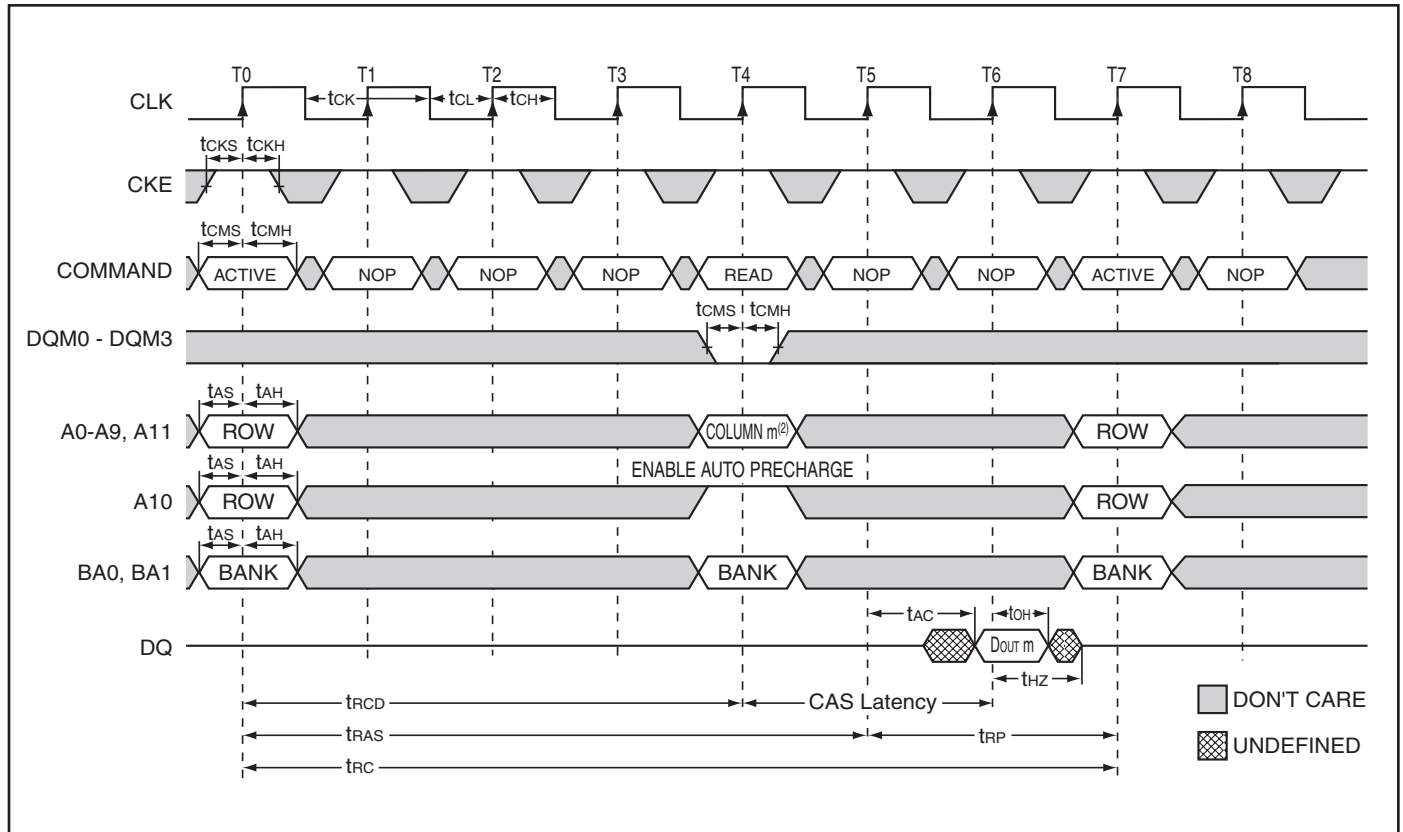 T0 T1 T2 T3 T4 T5 T6 T7 T8
CLK tCK tCL tCH
tCKS tCKH
CKE
tCMS tCMH
COMMAND ACTIVE NOP NOP NOP READ NOP NOP ACTIVE NOP
tCMS tCMH
DQM0 - DQM3
tAS tAH
A0-A9, A11 ROW COLUMN m(2) ROW
tAS tAH ENABLE AUTO PRECHARGE
A10 ROW ROW
tAS tAH
BA0, BA1 BANK BANK BANK
tAC tOH
DQ DOUT m
tHZ
tRCD CAS Latency
DON'T CARE
tRAS tRP
UNDEFINED
tRC